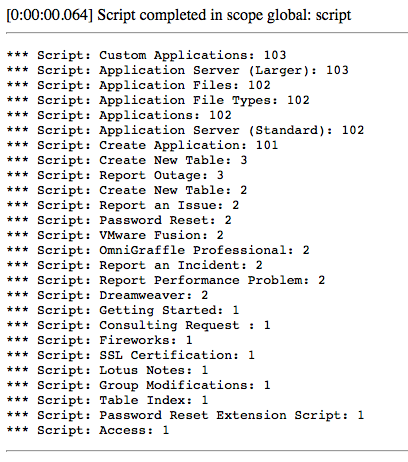 [0:00:00.064] Script completed in scope global: script
*** Script: Custom Applications: 103
*** Script: Application Server (Larger): 103
*** Script: Application Files: 102
*** Script: Application File Types: 102
*** Script: Applications: 102
*** Script: Application Server (Standard): 102
*** Script: Create Application: 101
*** Script: Create New Table: 3
*** Script: Report Outage: 3
*** Script: Create New Table: 2
*** Script: Report an Issue: 2
*** Script: Password Reset: 2
*** Script: VMware Fusion: 2
*** Script: OmniGraffle Professional: 2
*** Script: Report an Incident: 2
*** Script: Report Performance Problem: 2
*** Script: Dreamweaver: 2
*** Script: Getting Started: 1
*** Script: Consulting Request : 1
*** Script: Fireworks: 1
*** Script: SSL Certification: 1
*** Script: Lotus Notes: 1
*** Script: Group Modifications: 1
*** Script: Table Index: 1
*** Script: Password Reset Extension Script: 1
*** Script: Access: 1